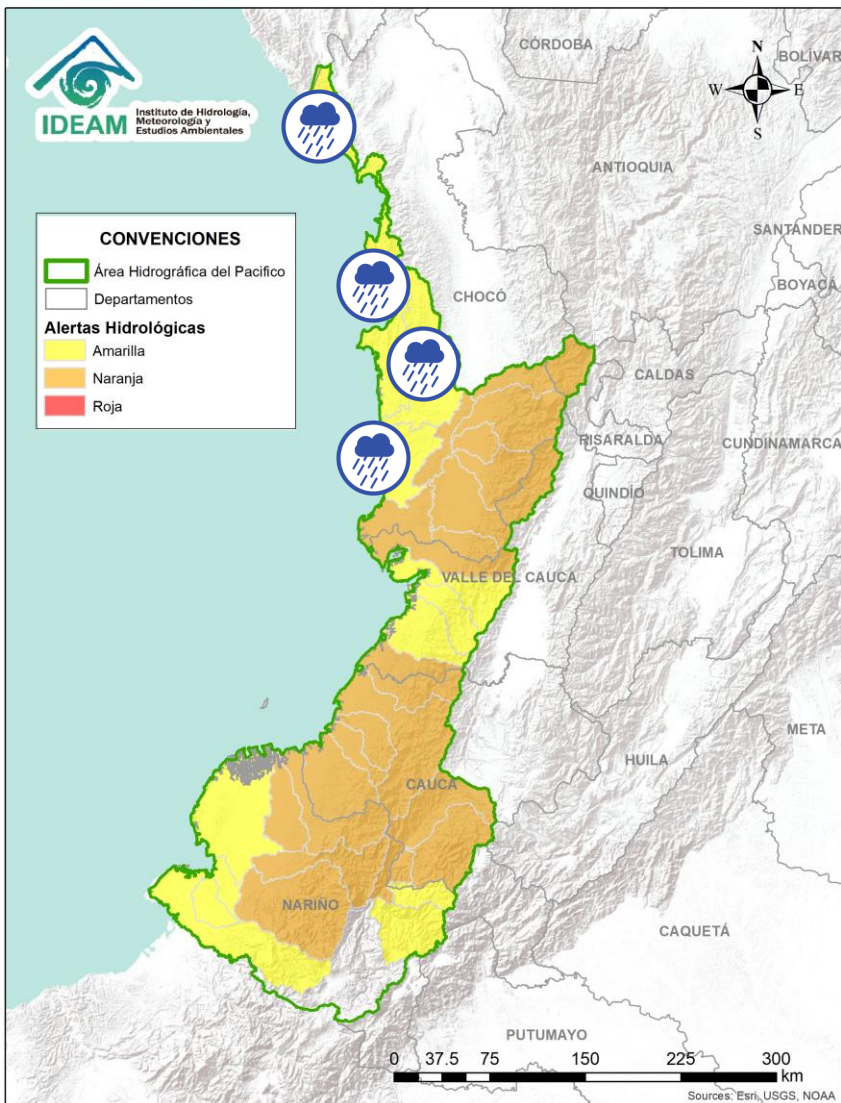 IDEAM
Instituto de Hidrología,
Meteorología y
Estudios Ambientales
CONVENCIONES
Área Hidrográfica del Pacifico
Departamentos
Alertas Hidrológicas
Amarilla
Naranja
Roja
N
W
E
S
CÓRDOBA
BOLÍVAR
ANTIOQUIA
SANTANDER
BOYACÁ
CHOCÓ
CALDAS
RISARALDA
CUNDINAMARCA
QUINDÍO
TOLIMA
VALLE DEL CAUCA
META
HUILA
CAUCA
NARIÑO
CAQUETÁ
PUTUMAYO
0 37.5 75 150 225 300
km
Sources: Esri, USGS, NOAA